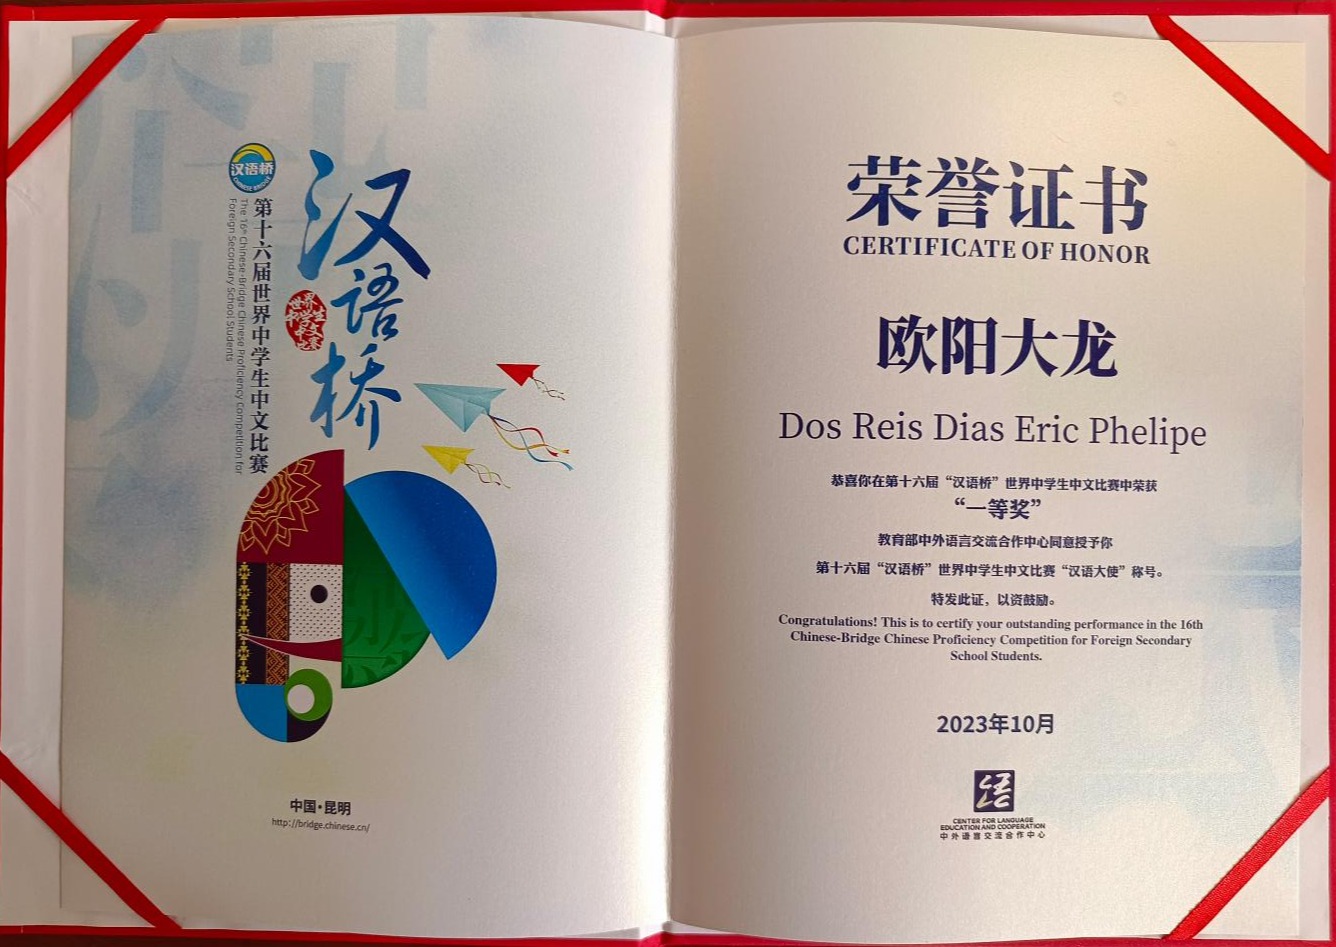 汉语桥
CHINESE BRIDGE
第十六届世界中学生中文比赛
The 16th Chinese-Bridge Chinese Proficiency Competition for
Foreign Secondary School Students
汉语桥
世界
中学生
中文
比赛
中国·昆明
http://bridge.chinese.cn/
荣誉证书
CERTIFICATE OF HONOR
欧阳大龙
Dos Reis Dias Eric Phelipe
恭喜你在第十六届“汉语桥”世界中学生中文比赛中荣获
“一等奖”
教育部中外语言交流合作中心同意授予你
第十六届“汉语桥”世界中学生中文比赛“汉语大使”称号。
特发此证，以资鼓励。
Congratulations! This is to certify your outstanding performance in the 16th
Chinese-Bridge Chinese Proficiency Competition for Foreign Secondary
School Students.
2023年10月
CENTER FOR LANGUAGE
EDUCATION AND COOPERATION
中外语言交流合作中心